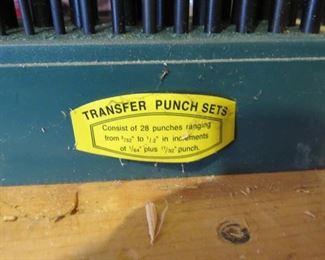 TRANSFER PUNCH SETS
Consist of 28 punches ranging
from 3/32" to 1/2" in increments
of 1/64" plus 17/32" punch.